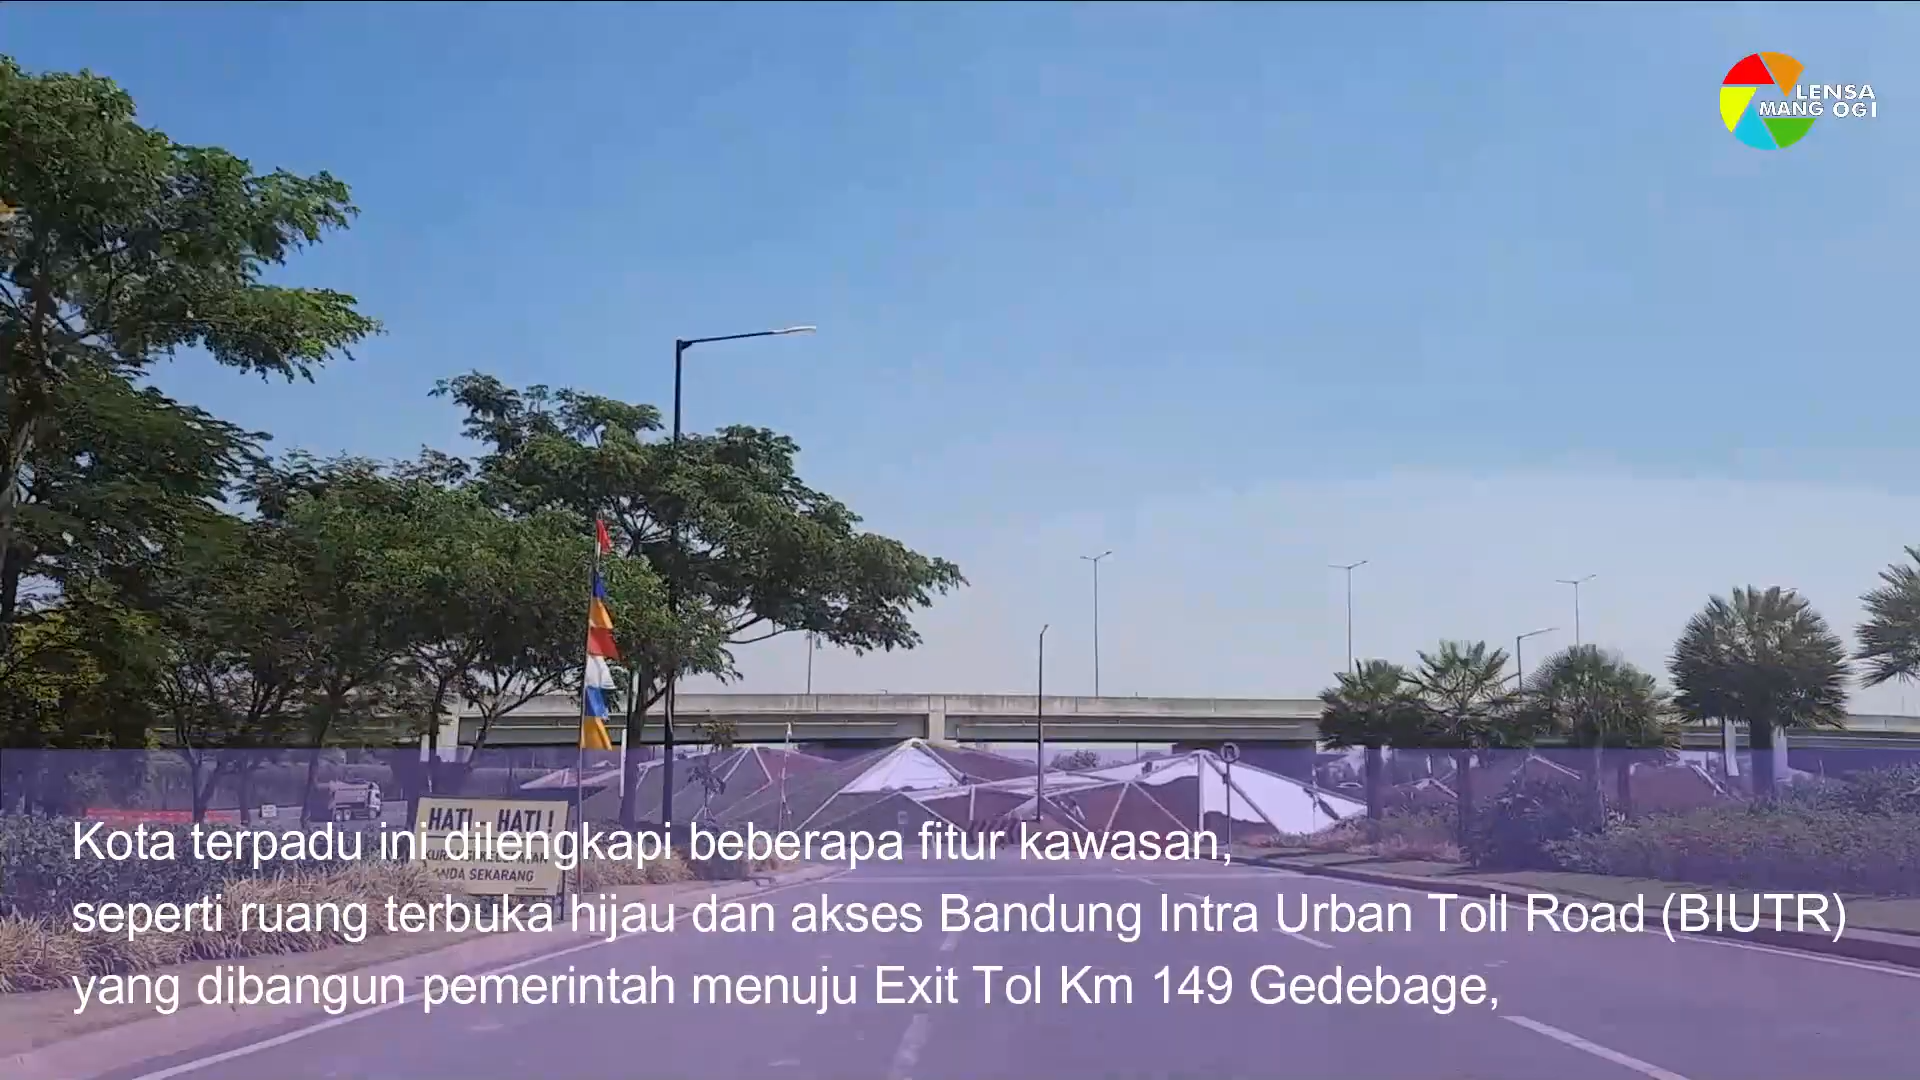 LENSA
MANG OGI
HATI - HATI !
ANDA SEKARANG
Kota terpadu ini dilengkapi beberapa fitur kawasan,
seperti ruang terbuka hijau dan akses Bandung Intra Urban Toll Road (BIUTR)
yang dibangun pemerintah menuju Exit Tol Km 149 Gedebage,